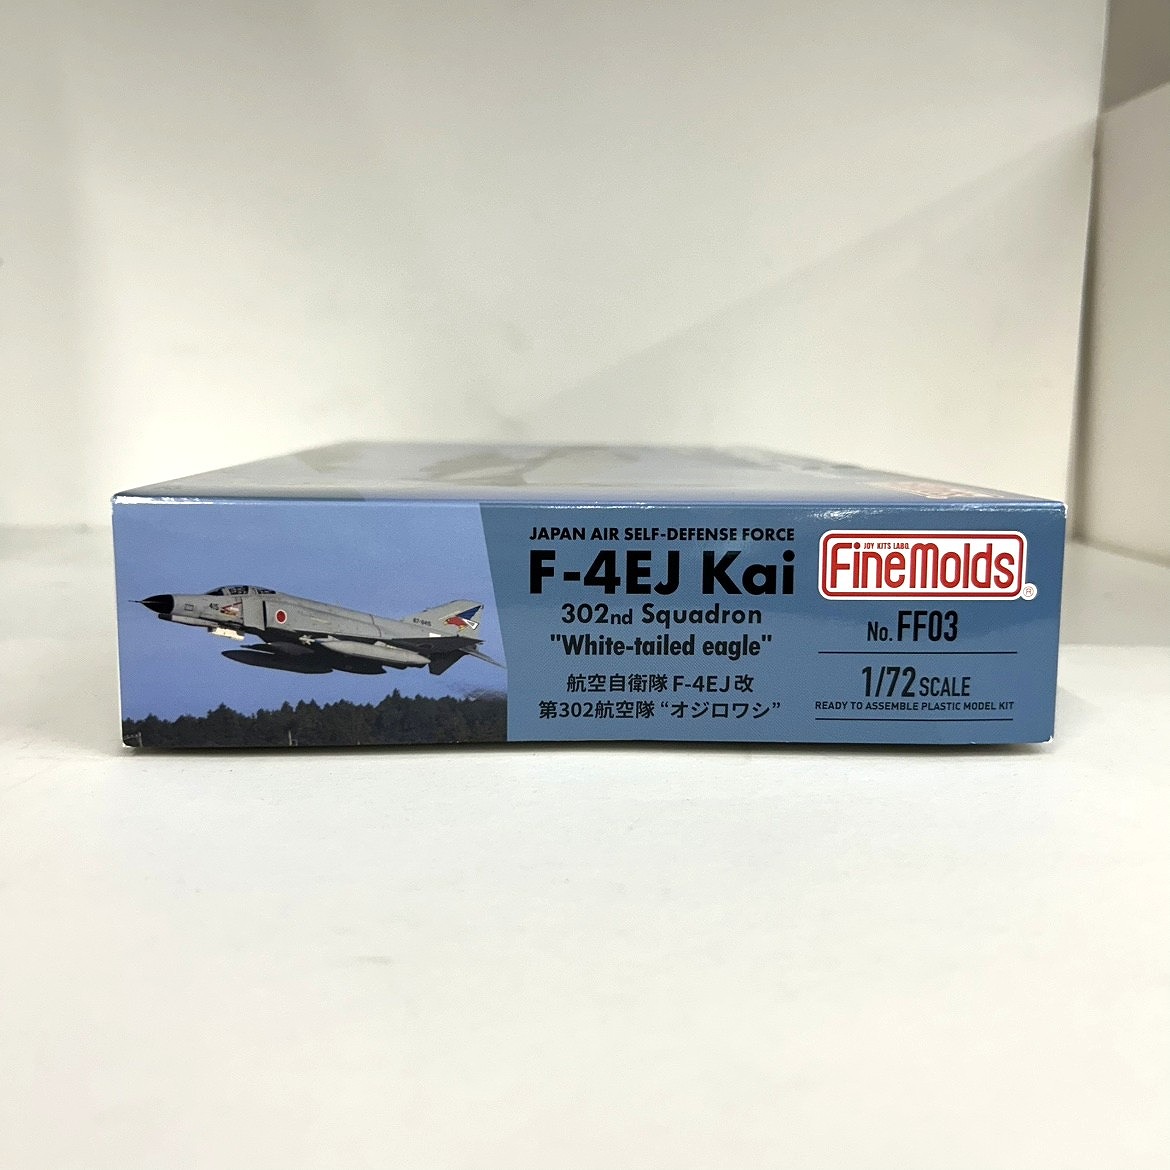 JAPAN AIR SELF-DEFENSE FORCE
F-4EJ Kai
302nd Squadron
"White-tailed eagle"
航空自衛隊 F-4EJ改
第302航空隊 “オジロワシ”
JOY KITS LABO.
FineMolds®
No. FF03
1/72 SCALE
READY TO ASSEMBLE PLASTIC MODEL KIT
415